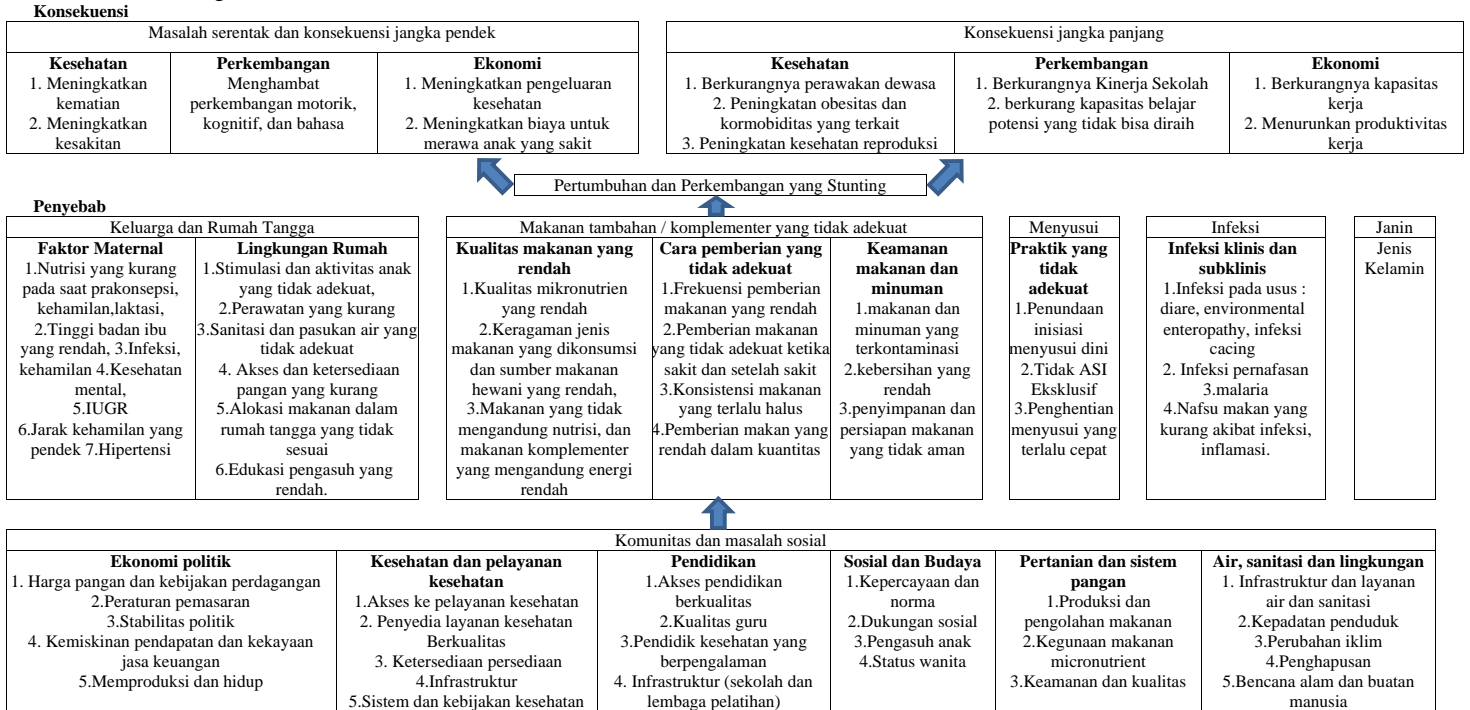 Konsekuensi
Masalah serentak dan konsekuensi jangka pendek
Kesehatan
1. Meningkatkan
kematian
2. Meningkatkan
kesakitan
Perkembangan
Menghambat
perkembangan motorik,
kognitif, dan bahasa
Ekonomi
1. Meningkatkan pengeluaran
kesehatan
2. Meningkatkan biaya untuk
merawa anak yang sakit
Konsekuensi jangka panjang
Kesehatan
1. Berkurangnya perawakan dewasa
2. Peningkatan obesitas dan
kormobiditas yang terkait
3. Peningkatan kesehatan reproduksi
Perkembangan
1. Berkurangnya Kinerja Sekolah
2. berkurang kapasitas belajar
potensi yang tidak bisa diraih
Ekonomi
1. Berkurangnya kapasitas
kerja
2. Menurunkan produktivitas
kerja
Pertumbuhan dan Perkembangan yang Stunting
Penyebab
Keluarga dan Rumah Tangga
Faktor Maternal
1.Nutrisi yang kurang
pada saat prakonsepsi,
kehamilan,laktasi,
2.Tinggi badan ibu
yang rendah, 3.Infeksi,
kehamilan 4.Kesehatan
mental,
5.IUGR
6.Jarak kehamilan yang
pendek 7.Hipertensi
Lingkungan Rumah
1.Stimulasi dan aktivitas anak
yang tidak adequat,
2.Perawatan yang kurang
3.Sanitasi dan pasukan air yang
tidak adequat
4. Akses dan ketersediaan
pangan yang kurang
5.Alokasi makanan dalam
rumah tangga yang tidak
sesuai
6.Edukasi pengasuh yang
rendah.
Makanan tambahan / komplementer yang tidak adequat
Kualitas makanan yang
rendah
1.Kualitas mikronutrien
yang rendah
2.Keragaman jenis
makanan yang dikonsumsi
dan sumber makanan
hewani yang rendah,
3.Makanan yang tidak
mengandung nutrisi, dan
makanan komplementer
yang mengandung energi
rendah
Cara pemberian yang
tidak adequat
1.Frekuensi pemberian
makanan yang rendah
2.Pemberian makanan
yang tidak adequat ketika
sakit dan setelah sakit
3.Konsistensi makanan
yang terlalu halus
4.Pemberian makan yang
rendah dalam kuantitas
Keamanan
makanan dan
minuman
1.makanan dan
minuman yang
terkontaminasi
2.kebersihan yang
rendah
3.penyimpanan dan
persiapan makanan
yang tidak aman
Menyusui
Praktik yang
tidak
adequat
1.Penundaan
inisiasi
menyusui dini
2.Tidak ASI
Eksklusif
3.Penghentian
menyusui yang
terlalu cepat
Infeksi
Infeksi klinis dan
subklinis
1.Infeksi pada usus :
diare, environmental
enteropathy, infeksi
cacing
2. Infeksi pernafasan
3.malaria
4.Nafsu makan yang
kurang akibat infeksi,
inflamasi.
Janin
Jenis
Kelamin
Komunitas dan masalah sosial
Ekonomi politik
1. Harga pangan dan kebijakan perdagangan
2.Peraturan pemasaran
3.Stabilitas politik
4. Kemiskinan pendapatan dan kekayaan
jasa keuangan
5.Memproduksi dan hidup
Kesehatan dan pelayanan
kesehatan
1.Akses ke pelayanan kesehatan
2. Penyedia layanan kesehatan
Berkualitas
3. Ketersediaan persediaan
4.Infrastruktur
5.Sistem dan kebijakan kesehatan
Pendidikan
1.Akses pendidikan
berkualitas
2.Kualitas guru
3.Pendidik kesehatan yang
berpengalaman
4. Infrastruktur (sekolah dan
lembaga pelatihan)
Sosial dan Budaya
1.Kepercayaan dan
norma
2.Dukungan sosial
3.Pengasuh anak
4.Status wanita
Pertanian dan sistem
pangan
1.Produksi dan
pengolahan makanan
2.Kegunaan makanan
micronutrient
3.Keamanan dan kualitas
Air, sanitasi dan lingkungan
1. Infrastruktur dan layanan
air dan sanitasi
2.Kepadatan penduduk
3.Perubahan iklim
4.Penghapusan
5.Bencana alam dan buatan
manusia